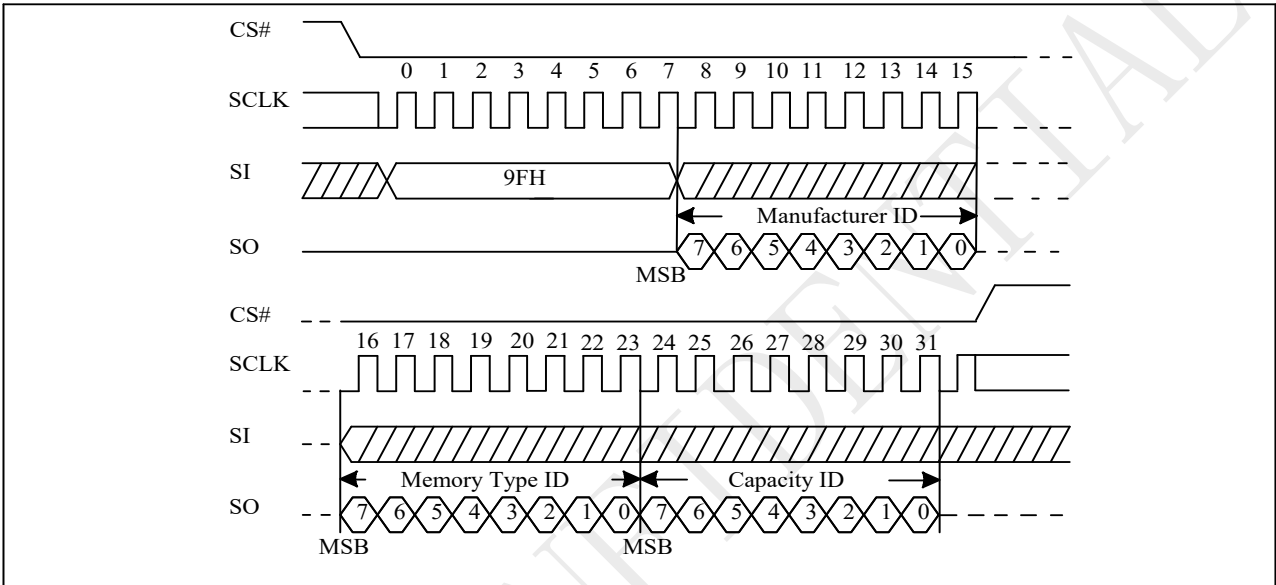 CS#
0 1 2 3 4 5 6 7 8 9 10 11 12 13 14 15
SCLK
SI 9FH
Manufacturer ID
SO 7 6 5 4 3 2 1 0
MSB
CS#
16 17 18 19 20 21 22 23 24 25 26 27 28 29 30 31
SCLK
SI
Memory Type ID Capacity ID
SO 7 6 5 4 3 2 1 0 7 6 5 4 3 2 1 0
MSB MSB